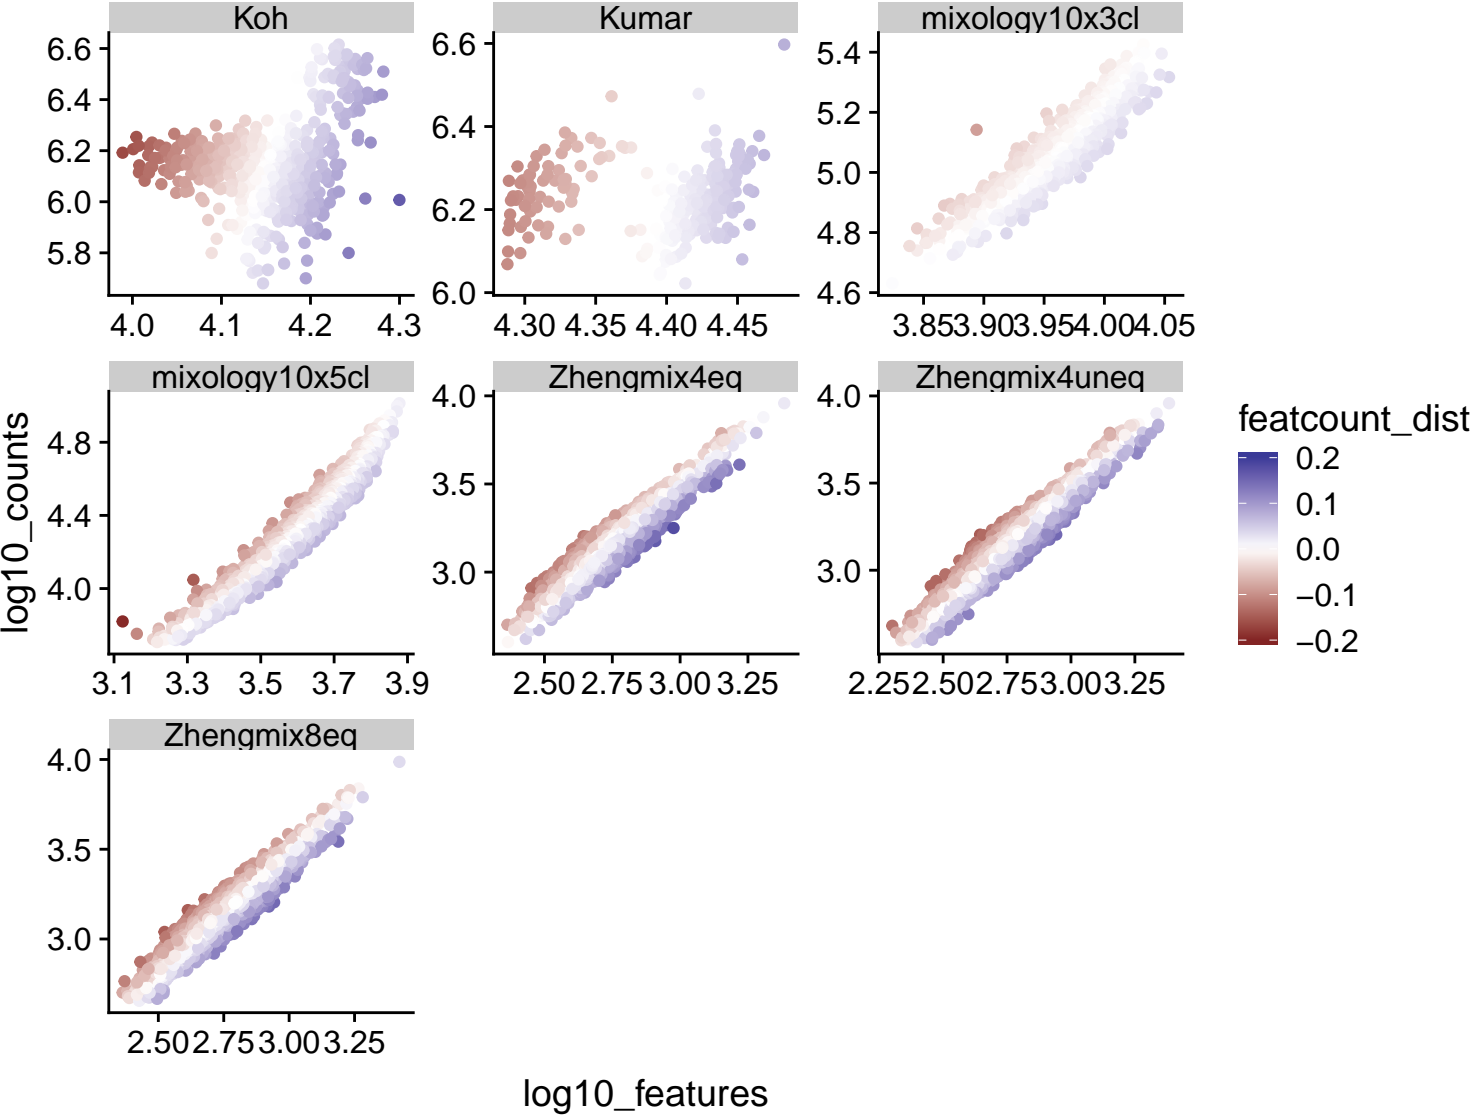 Koh
Kumar
mixology10x3cl
6.6
6.4
6.2
6.0
5.8
6.6
6.4
6.2
6.0
5.4
5.2
5.0
4.8
4.6
4.0 4.1 4.2 4.3
4.30 4.35 4.40 4.45
3.85 3.90 3.95 4.00 4.05
mixology10x5cl
Zhengmix4eq
Zhengmix4uneq
4.8
4.4
4.0
4.0
3.5
3.0
4.0
3.5
3.0
3.1 3.3 3.5 3.7 3.9
2.50 2.75 3.00 3.25
2.25 2.50 2.75 3.00 3.25
Zhengmix8eq
4.0
3.5
3.0
2.50 2.75 3.00 3.25
log10_counts
log10_features
featcount_dist
0.2
0.1
0.0
−0.1
−0.2